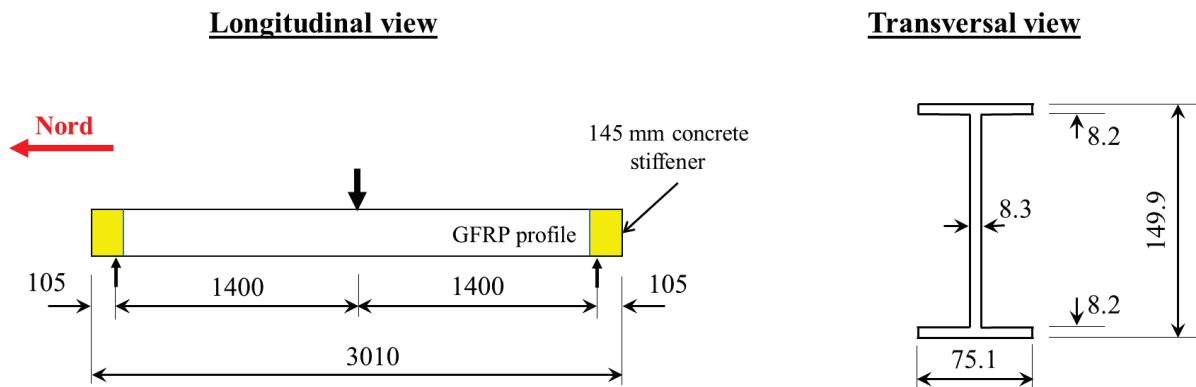 Longitudinal view
Transversal view
Nord
145 mm concrete
stiffener
GFRP profile
105
1400
1400
105
3010
8.2
8.3
149.9
8.2
75.1